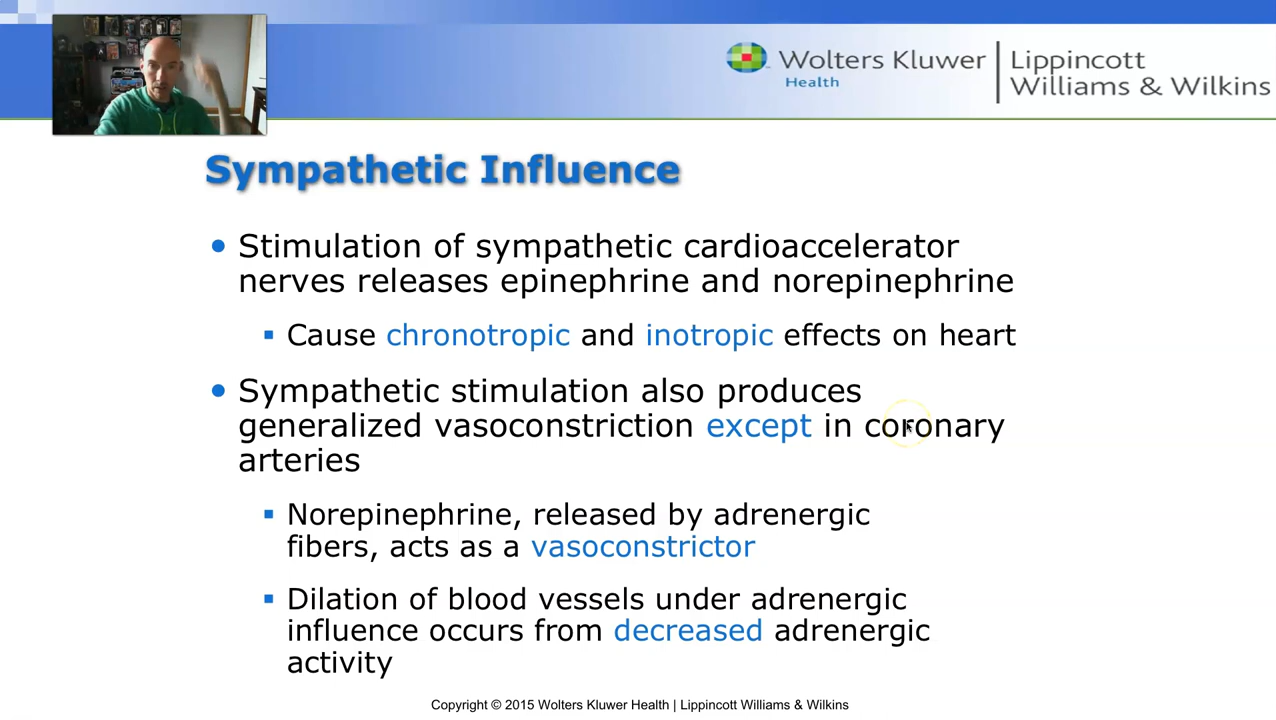 Wolters Kluwer
Health
Lippincott
Williams & Wilkins
Sympathetic Influence
• Stimulation of sympathetic cardioaccelerator
nerves releases epinephrine and norepinephrine
▪ Cause chronotropic and inotropic effects on heart
• Sympathetic stimulation also produces
generalized vasoconstriction except in coronary
arteries
▪ Norepinephrine, released by adrenergic
fibers, acts as a vasoconstrictor
▪ Dilation of blood vessels under adrenergic
influence occurs from decreased adrenergic
activity
Copyright © 2015 Wolters Kluwer Health | Lippincott Williams & Wilkins